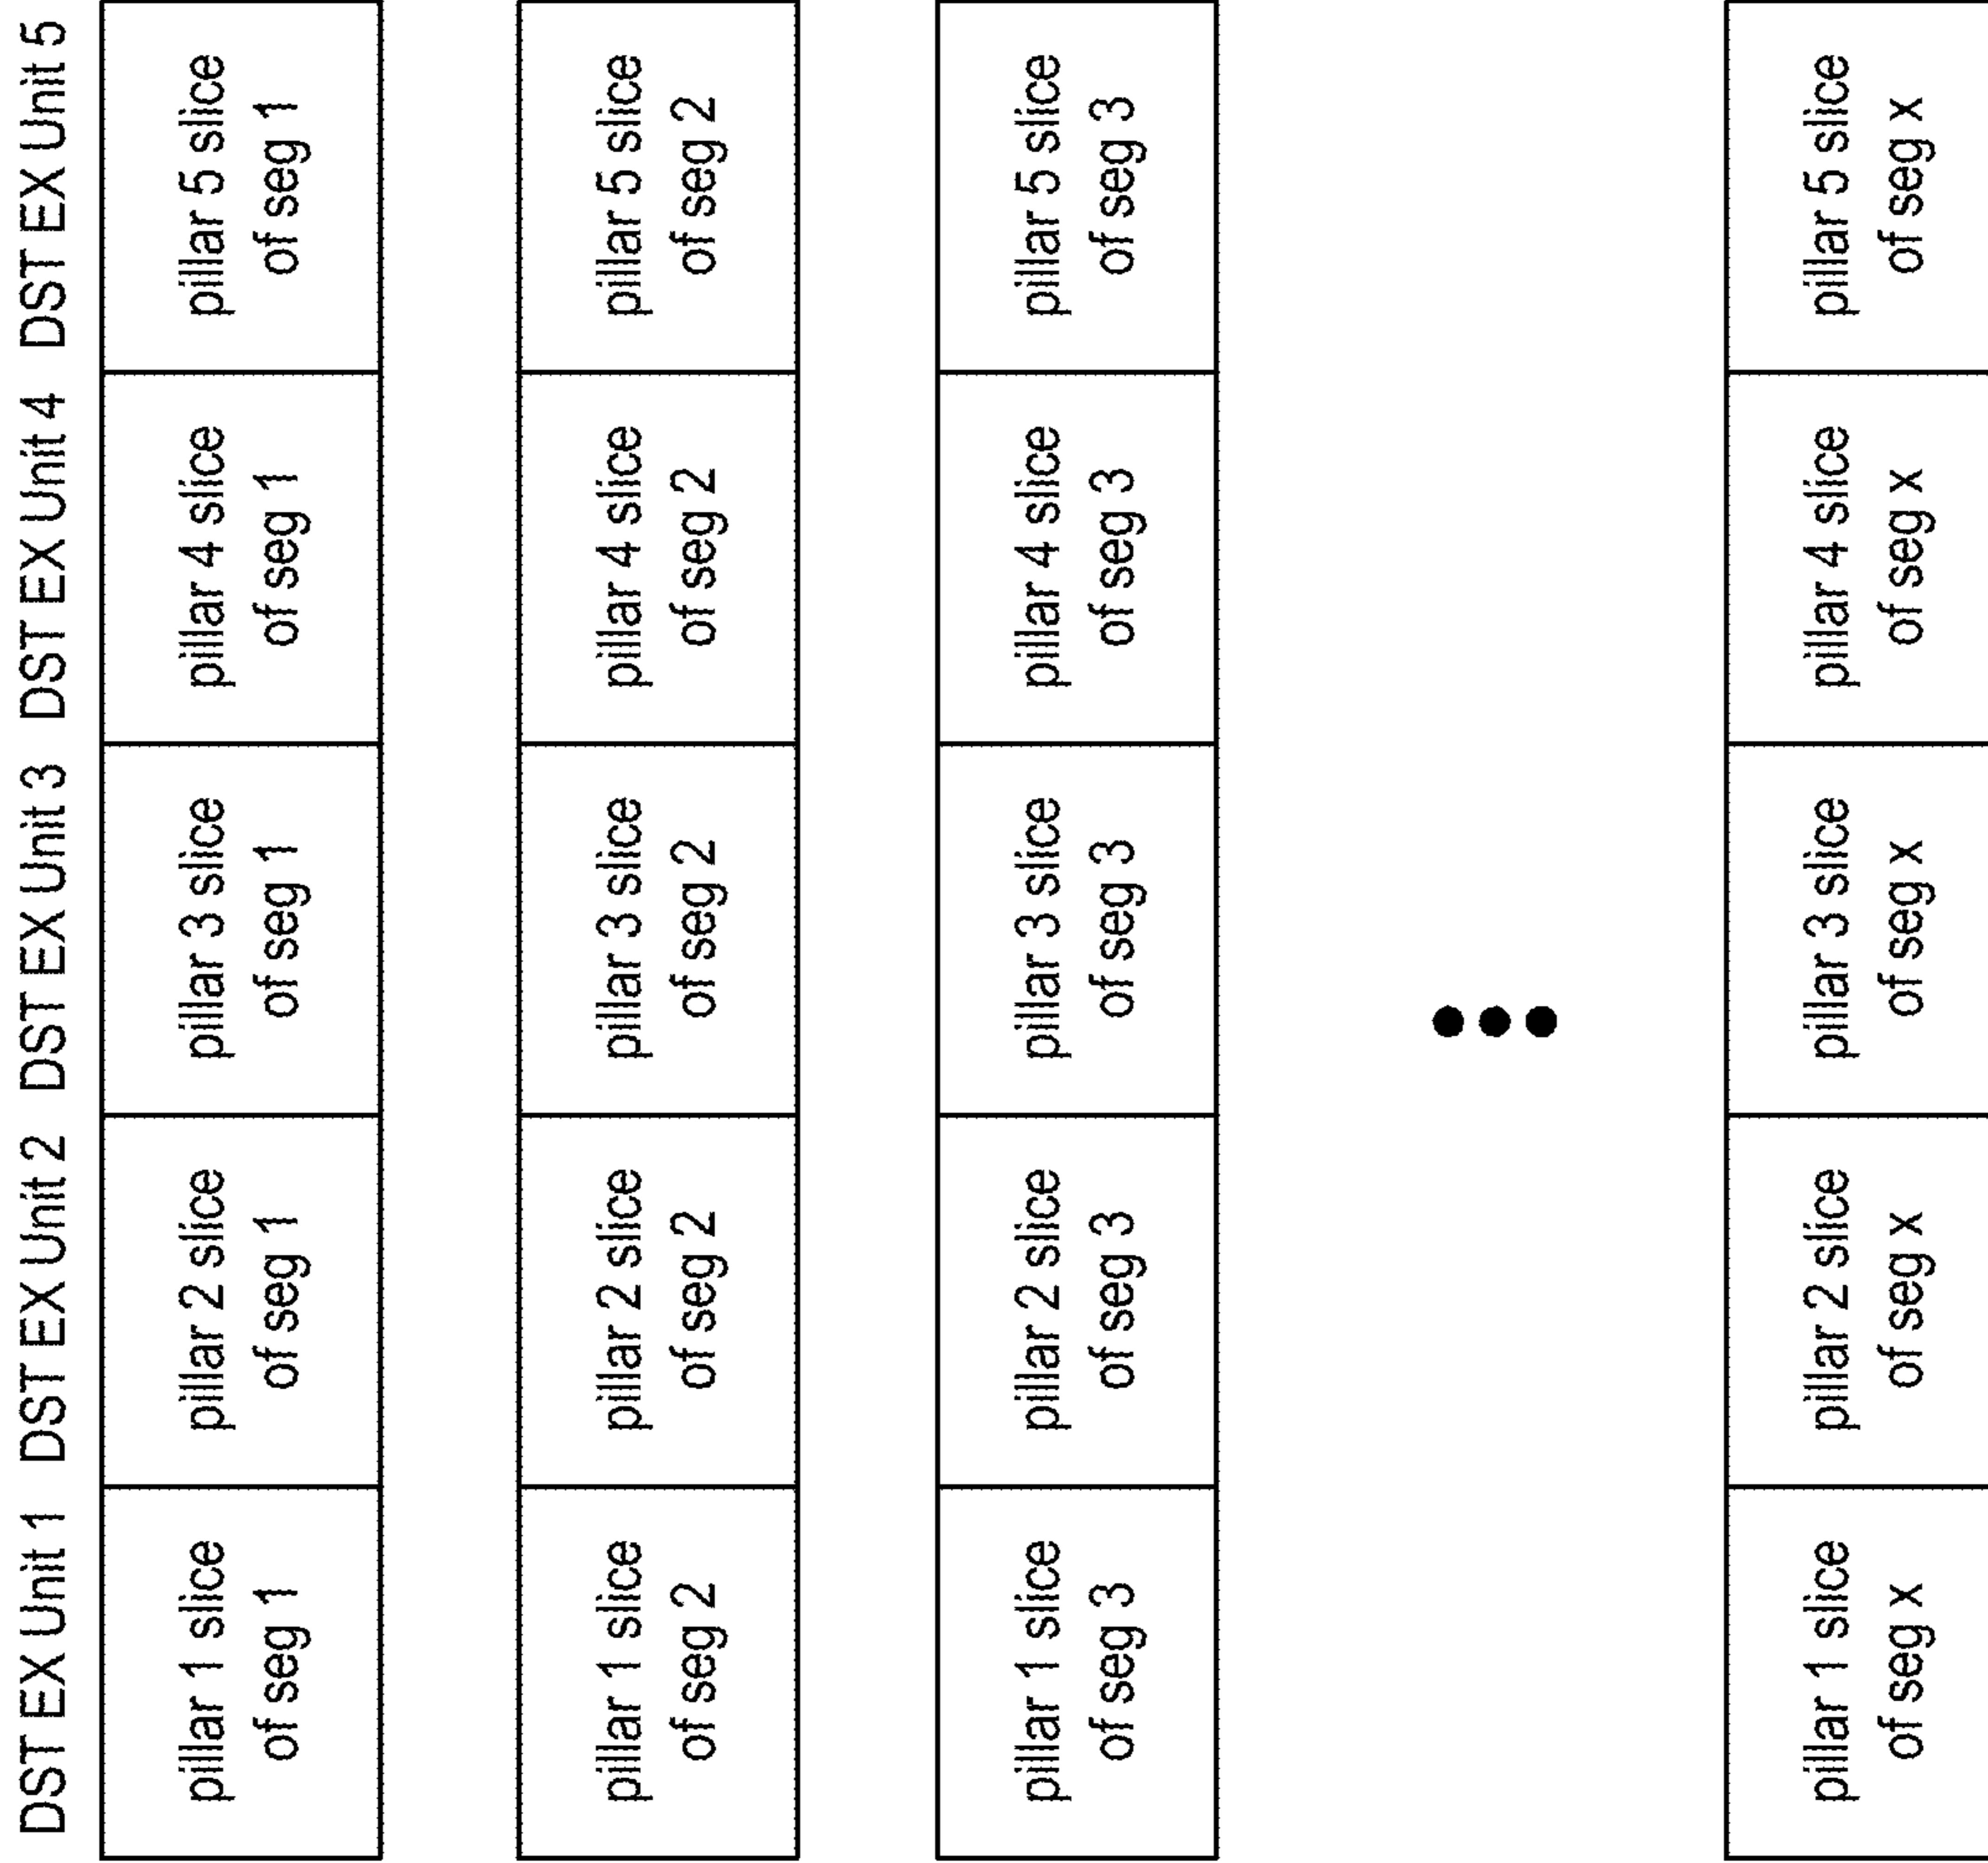 DST EX Unit 1 DST EX Unit 2 DST EX Unit 3 DST EX Unit 4 DST EX Unit 5
pillar 1 slice
of seg 1
pillar 2 slice
of seg 1
pillar 3 slice
of seg 1
pillar 4 slice
of seg 1
pillar 5 slice
of seg 1
pillar 1 slice
of seg 2
pillar 2 slice
of seg 2
pillar 3 slice
of seg 2
pillar 4 slice
of seg 2
pillar 5 slice
of seg 2
pillar 1 slice
of seg 3
pillar 2 slice
of seg 3
pillar 3 slice
of seg 3
pillar 4 slice
of seg 3
pillar 5 slice
of seg 3
pillar 1 slice
of seg x
pillar 2 slice
of seg x
pillar 3 slice
of seg x
pillar 4 slice
of seg x
pillar 5 slice
of seg x